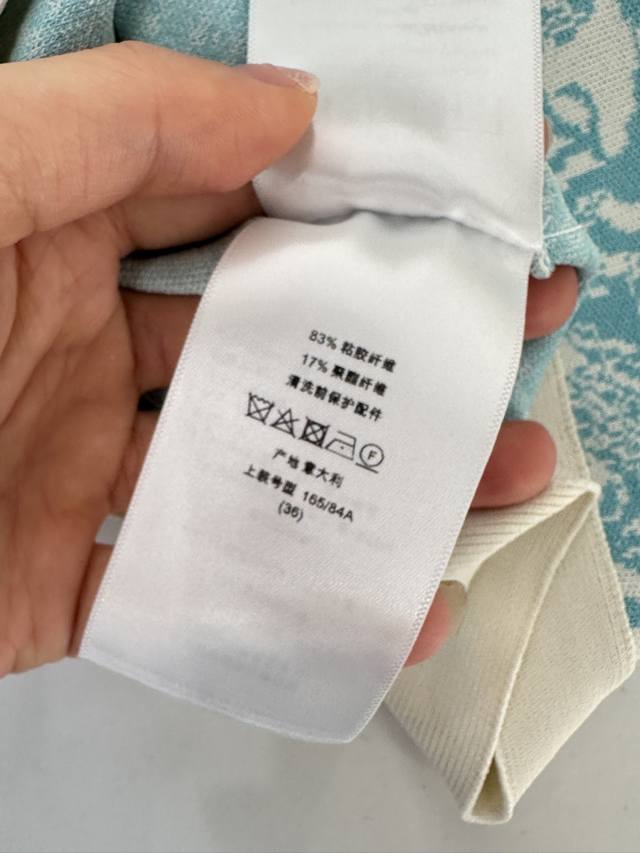 83% 粘胶纤维
17% 聚酯纤维
清洗前保护配件
F
产地 意大利
上装号型 165/84A
(36)